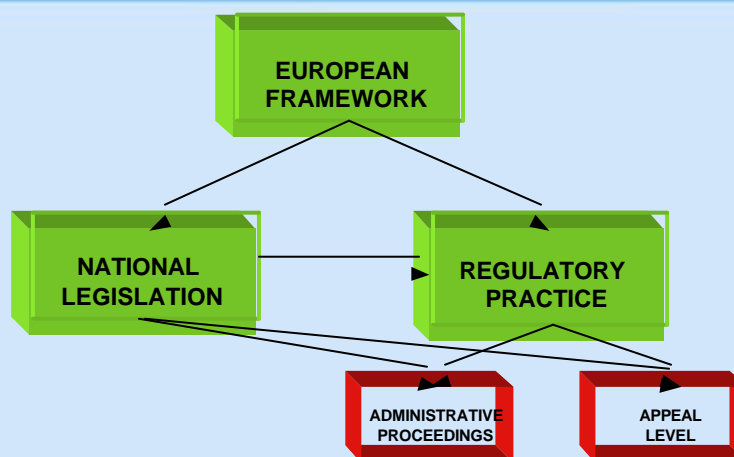 EUROPEAN
FRAMEWORK
NATIONAL
LEGISLATION
REGULATORY
PRACTICE
ADMINISTRATIVE
PROCEEDINGS
APPEAL
LEVEL